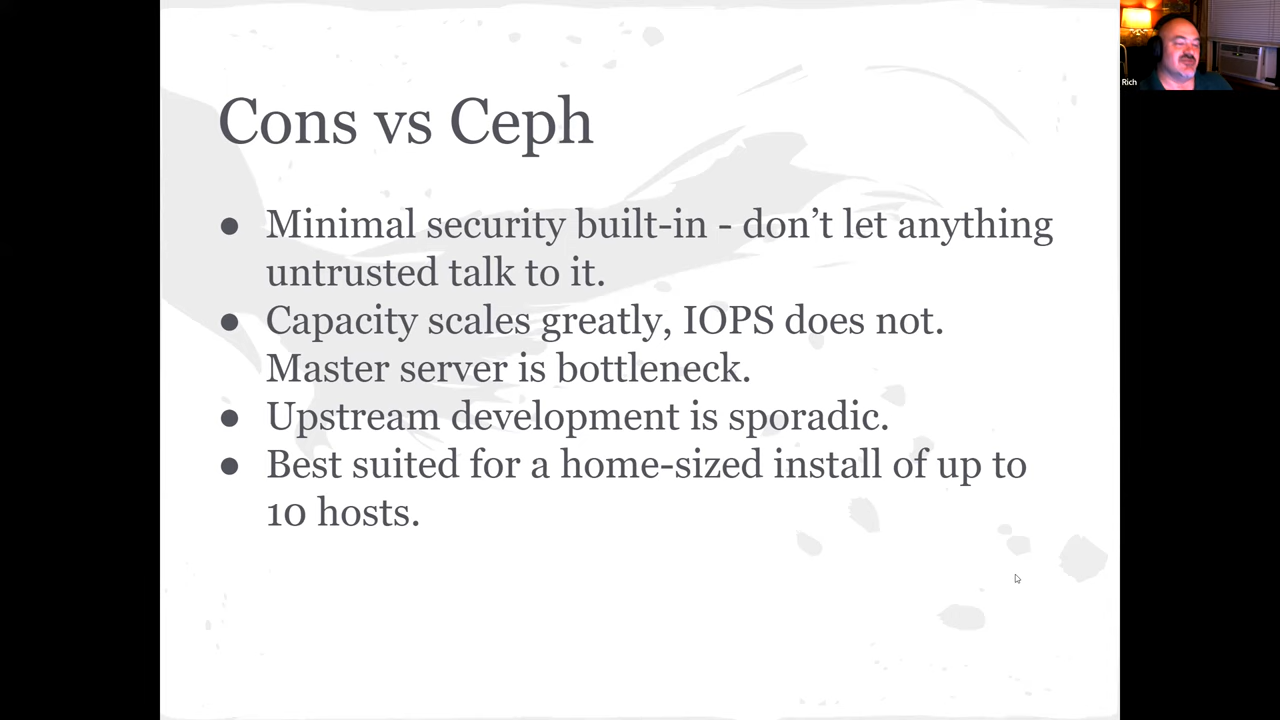 Cons vs Ceph
● Minimal security built-in - don’t let anything
untrusted talk to it.
● Capacity scales greatly, IOPS does not.
Master server is bottleneck.
● Upstream development is sporadic.
● Best suited for a home-sized install of up to
10 hosts.
Rich